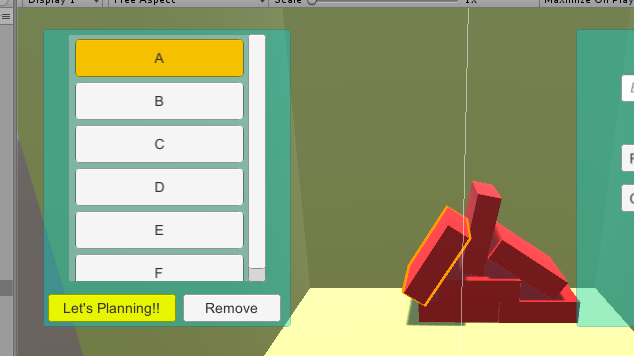 Display 1
Free Aspect
Scale
1x
Maximize On Play
A
B
C
D
E
F
Let's Planning!!
Remove